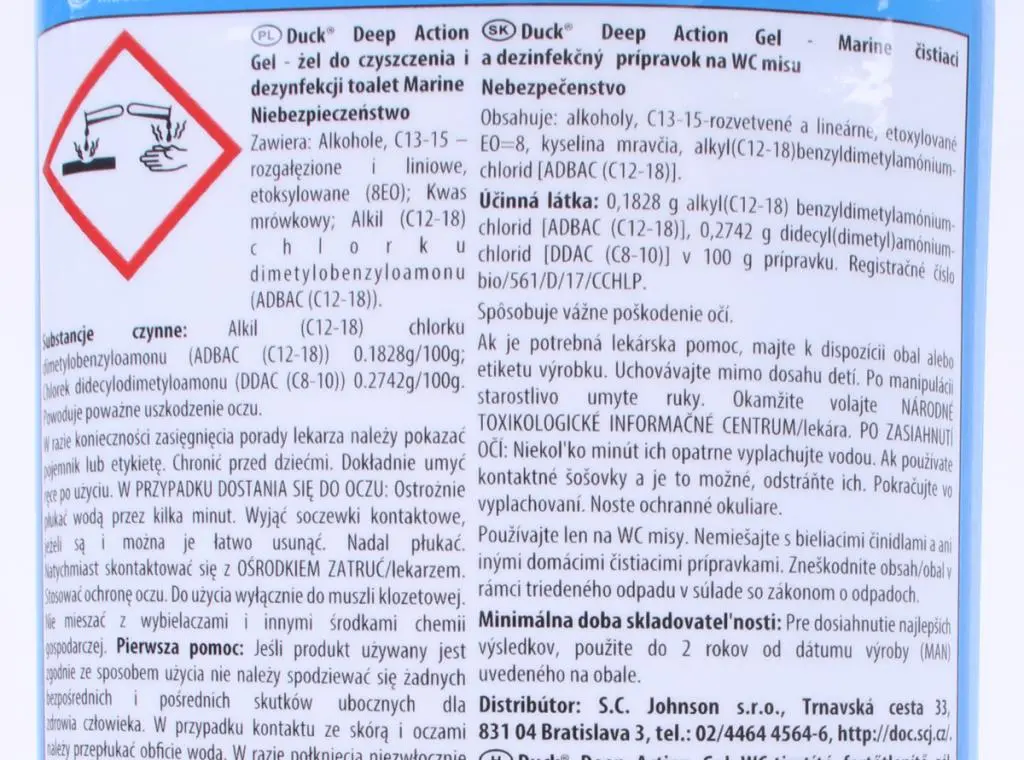 PL Duck® Deep Action
Gel - żel do czyszczenia i
dezynfekcji toalet Marine
Niebezpieczeństwo
Zawiera: Alkohole, C13-15 –
rozgałęzione i liniowe,
etoksylowane (8EO); Kwas
mrówkowy; Alkil (C12-18)
chlorku
dimetylobenzyloamonu
(ADBAC (C12-18)).
Substancje czynne: Alkil (C12-18) chlorku
dimetylobenzyloamonu (ADBAC (C12-18)) 0.1828g/100g;
Chlorek didecylodimetyloamonu (DDAC (C8-10)) 0.2742g/100g.
Powoduje poważne uszkodzenie oczu.
W razie konieczności zasięgnięcia porady lekarza należy pokazać
pojemnik lub etykietę. Chronić przed dziećmi. Dokładnie umyć
ręce po użyciu. W PRZYPADKU DOSTANIA SIĘ DO OCZU: Ostrożnie
płukać wodą przez kilka minut. Wyjąć soczewki kontaktowe,
jeżeli są i można je łatwo usunąć. Nadal płukać.
Natychmiast skontaktować się z OŚRODKIEM ZATRUĆ/lekarzem.
Stosować ochronę oczu. Do użycia wyłącznie do muszli klozetowej.
Nie mieszać z wybielaczami i innymi środkami chemii
gospodarczej. Pierwsza pomoc: Jeśli produkt używany jest
zgodnie ze sposobem użycia nie należy spodziewać się żadnych
bezpośrednich i pośrednich skutków ubocznych dla
zdrowia człowieka. W przypadku kontaktu ze skórą i oczami
należy przepłukać obficie wodą. W razie połknięcia niezwłocznie
SK Duck® Deep Action Gel - Marine čistiaci
a dezinfekčný prípravok na WC misu
Nebezpečenstvo
Obsahuje: alkoholy, C13-15-rozvetvené a lineárne, etoxylované
EO=8, kyselina mravčia, alkyl(C12-18)benzyldimetylamónium-
chlorid [ADBAC (C12-18)].
Účinná látka: 0,1828 g alkyl(C12-18) benzyldimetylamónium-
chlorid [ADBAC (C12-18)], 0,2742 g didecyl(dimetyl)amónium-
chlorid [DDAC (C8-10)] v 100 g prípravku. Registračné číslo
bio/561/D/17/CCHLP.
Spôsobuje vážne poškodenie očí.
Ak je potrebná lekárska pomoc, majte k dispozícii obal alebo
etiketu výrobku. Uchovávajte mimo dosahu detí. Po manipulácii
starostlivo umyte ruky. Okamžite volajte NÁRODNÉ
TOXIKOLOGICKÉ INFORMAČNÉ CENTRUM/lekára. PO ZASIAHNUTÍ
OČÍ: Niekol'ko minút ich opatrne vyplachujte vodou. Ak používate
kontaktné šošovky a je to možné, odstráňte ich. Pokračujte vo
vyplachovaní. Noste ochranné okuliare.
Používajte len na WC misy. Nemiešajte s bieliacimi činidlami a ani
inými domácimi čistiacimi prípravkami. Zneškodnite obsah/obal v
rámci triedeného odpadu v súlade so zákonom o odpadoch.
Minimálna doba skladovatel'nosti: Pre dosiahnutie najlepších
výsledkov, použite do 2 rokov od dátumu výroby (MAN)
uvedeného na obale.
Distribútor: S.C. Johnson s.r.o., Trnavská cesta 33,
831 04 Bratislava 3, tel.: 02/4464 4564-6, http://doc.scj.cz/.
H Duck® Deep Action Gel